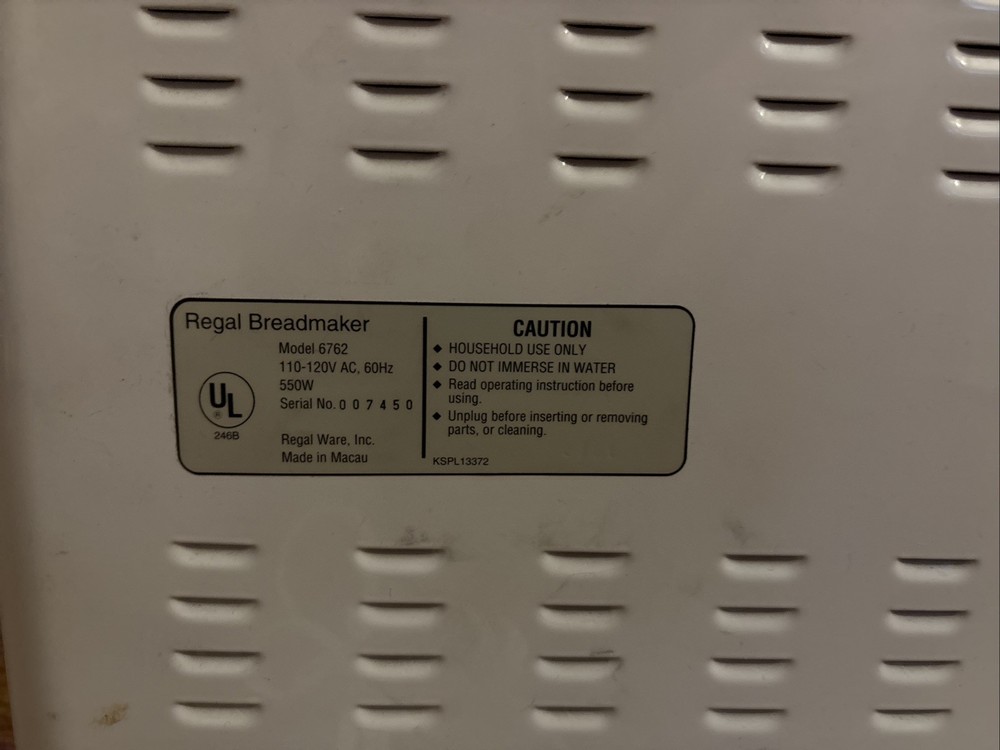 Regal Breadmaker
Model 6762
110-120V AC, 60Hz
550W
Serial No. 0 0 7 4 5 0
UL
®
246B
Regal Ware, Inc.
Made in Macau
CAUTION
◆ HOUSEHOLD USE ONLY
◆ DO NOT IMMERSE IN WATER
◆ Read operating instruction before
using.
◆ Unplug before inserting or removing
parts, or cleaning.
KSPL13372